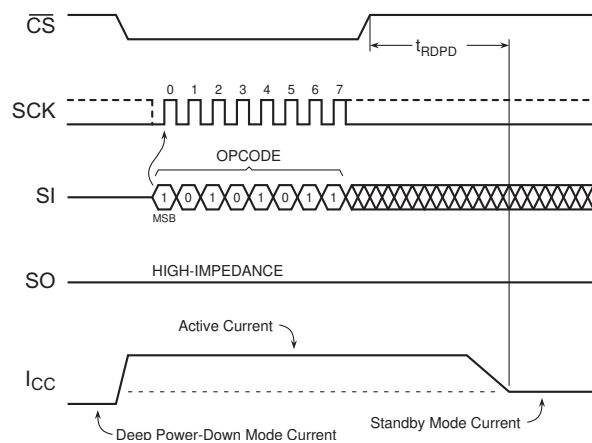 CS
tRDPD
0 1 2 3 4 5 6 7
SCK
OPCODE
SI
1 0 1 0 1 0 1 1
MSB
HIGH-IMPEDANCE
SO
Active Current
ICC
Standby Mode Current
Deep Power-Down Mode Current